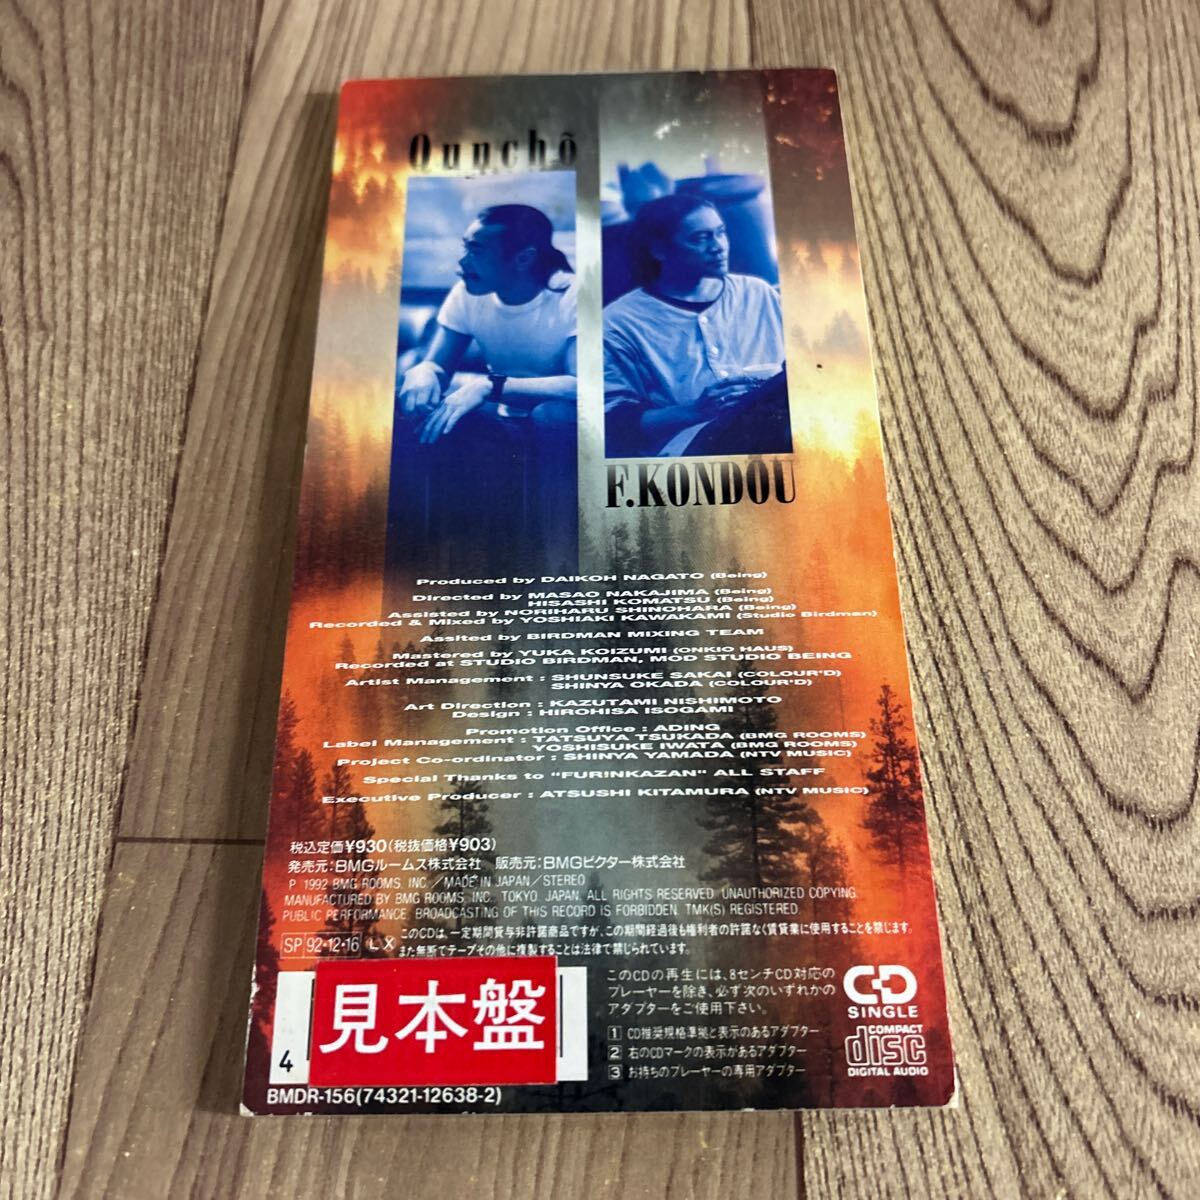 Ounchõ
F.KONDŌU
Produced by DAIKOH NAGATO (Being)
Directed by MASAO NAKAJIMA (Being)
HISASHI KOMATSU (Being)
Assisted by NORIHARU SHINOHARA (Being)
Recorded & Mixed by YOSHIAKI KAWAKAMI (Studio Birdman)
Assited by BIRDMAN MIXING TEAM
Mastered by YUKA KOIZUMI (ONKIO HAUS)
Recorded at STUDIO BIRDMAN, MOD STUDIO BEING
Artist Management : SHUNSUKE SAKAI (COLOUR'D)
SHINYA OKADA (COLOUR'D)
Art Direction : KAZUTAMI NISHIMOTO
Design : HIROHISA ISOGAMI
Promotion Office : ADING
Label Management : TATSUYA TSUKADA (BMG ROOMS)
YOSHISUKE IWATA (BMG ROOMS)
Project Co-ordinator : SHINYA YAMADA (NTV MUSIC)
Special Thanks to "FURINKAZAN" ALL STAFF
Executive Producer : ATSUSHI KITAMURA (NTV MUSIC)
税込定価¥930(税抜価格¥903)
発売元:BMGルームス株式会社 販売元:BMGビクター株式会社
P 1992 BMG ROOMS, INC./MADE IN JAPAN/STEREO
MANUFACTURED BY BMG ROOMS, INC., TOKYO, JAPAN. ALL RIGHTS RESERVED. UNAUTHORIZED COPYING,
PUBLIC PERFORMANCE, BROADCASTING OF THIS RECORD IS FORBIDDEN. TMK(S) REGISTERED.
SP 92・12・16 L X このCDは、一定期間貸与非許諾商品ですが、この期間経過後も権利者の許諾なく賃貸業に使用することを禁じます。
また無断でテープその他に複製することは法律で禁じられています。
見本盤
4
BMDR-156(74321-12638-2)
このCDの再生には、8センチCD対応の
プレーヤーを除き、必ず次のいずれかの
アダプターをご使用下さい。
1 CD推奨規格準拠と表示のあるアダプター
2 右のCDマークの表示があるアダプター
3 お持ちのプレーヤーの専用アダプター
CD
SINGLE
COMPACT
disc
DIGITAL AUDIO